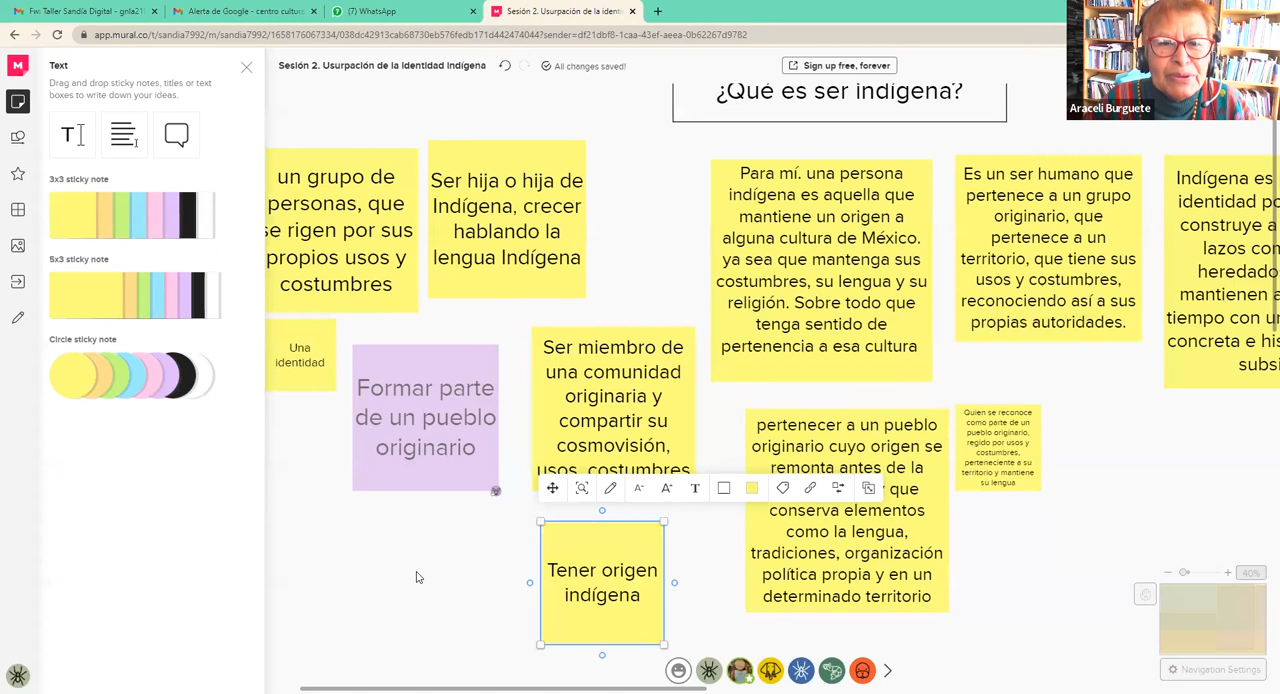 Fw: Taller Sandía Digital - gnla21
Alerta de Google - centro cultur
(7) WhatsApp
Sesión 2. Usurpación de la identi
app.mural.co/t/sandia7992/m/sandia7992/1658176067334/038dc42913cab68730eb576fedb171d442474044?sender=df21dbf8-1caa-43ef-aeea-0b62267d9782
Text
Drag and drop sticky notes, titles or text
boxes to write down your ideas.
3x3 sticky note
5x3 sticky note
Circle sticky note
Sesión 2. Usurpación de la identidad indígena
All changes saved!
Sign up free, forever
Araceli Burguete
¿Qué es ser indígena?
un grupo de
personas, que
se rigen por sus
propios usos y
costumbres
Ser hija o hija de
Indígena, crecer
hablando la
lengua Indígena
Para mí. una persona
indígena es aquella que
mantiene un origen a
alguna cultura de México.
ya sea que mantenga sus
costumbres, su lengua y su
religión. Sobre todo que
tenga sentido de
pertenencia a esa cultura
Es un ser humano que
pertenece a un grupo
originario, que
pertenece a un
territorio, que tiene sus
usos y costumbres,
reconociendo así a sus
propias autoridades.
Indígena es
identidad po
construye a
lazos con
heredados
mantienen a
tiempo con un
concreta e his
subsi
Una
identidad
Formar parte
de un pueblo
originario
Ser miembro de
una comunidad
originaria y
compartir su
cosmovisión,
usos, costumbres
pertenecer a un pueblo
originario cuyo origen se
remonta antes de la
y que
conserva elementos
como la lengua,
tradiciones, organización
política propia y en un
determinado territorio
Quien se reconoce
como parte de un
pueblo originario,
regido por usos y
costumbres,
perteneciente a su
territorio y mantiene
su lengua
Tener origen
indígena
40%
Navigation Settings